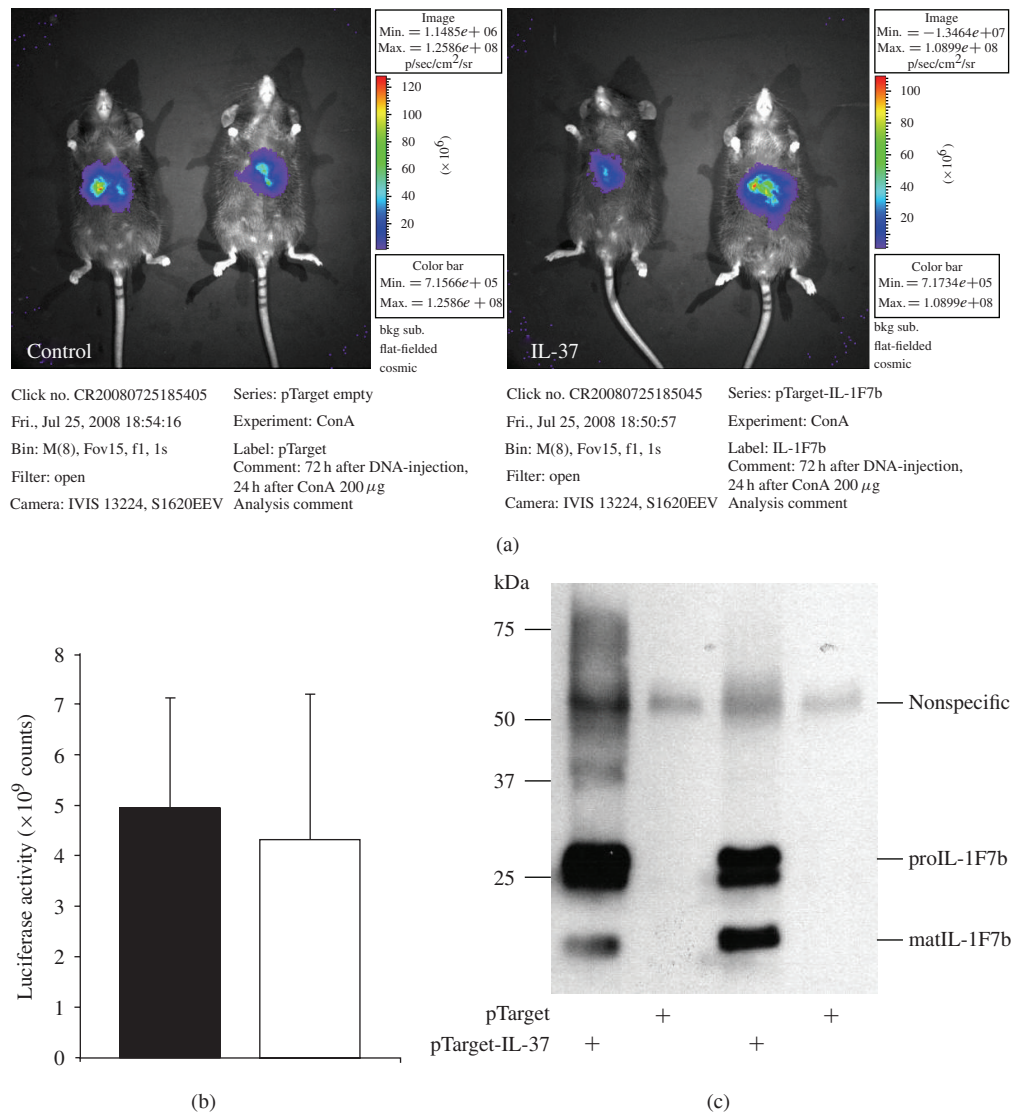 Image
Min. = 1.1485e + 06
Max. = 1.2586e + 08
p/sec/cm²/sr
120
100
80
60
40
20
(×10⁶)
Color bar
Min. = 7.1566e + 05
Max. = 1.2586e + 08
bkg sub.
flat-fielded
cosmic
Control
Click no. CR20080725185405
Fri., Jul 25, 2008 18:54:16
Bin: M(8), Fov15, f1, 1s
Filter: open
Camera: IVIS 13224, S1620EEV
Series: pTarget empty
Experiment: ConA
Label: pTarget
Comment: 72 h after DNA-injection,
24 h after ConA 200 μg
Analysis comment
Image
Min. = −1.3464e+07
Max. = 1.0899e + 08
p/sec/cm²/sr
100
80
60
40
20
(×10⁶)
Color bar
Min. = 7.1734e+05
Max. = 1.0899e+08
bkg sub.
flat-fielded
cosmic
IL-37
Click no. CR20080725185045
Fri., Jul 25, 2008 18:50:57
Bin: M(8), Fov15, f1, 1s
Filter: open
Camera: IVIS 13224, S1620EEV
Series: pTarget-IL-1F7b
Experiment: ConA
Label: IL-1F7b
Comment: 72 h after DNA-injection,
24 h after ConA 200 μg
Analysis comment
(a)
Luciferase activity (×10⁹ counts)
8
7
6
5
4
3
2
1
0
(b)
kDa
75
50
37
25
Nonspecific
proIL-1F7b
matIL-1F7b
pTarget + +
pTarget-IL-37 + +
(c)